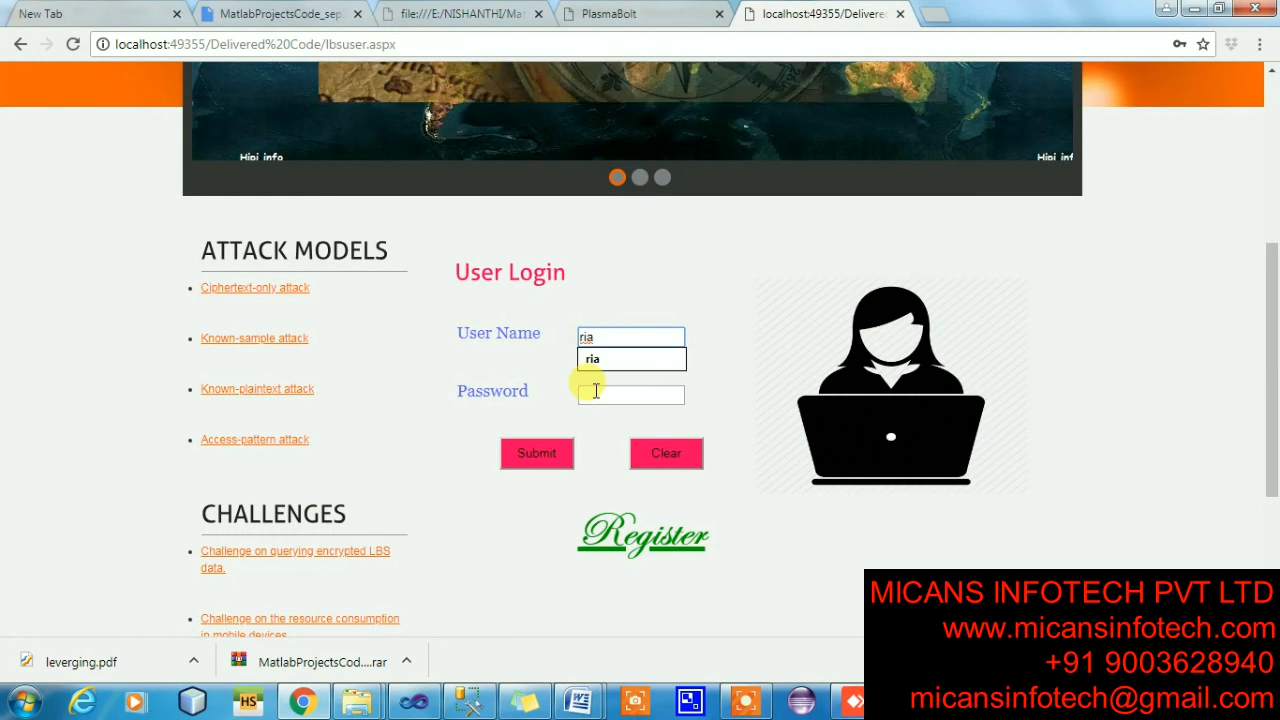 New Tab
MatlabProjectsCode_sep
file:///E:/NISHANTHI/Mat
PlasmaBolt
localhost:49355/Delivere
localhost:49355/Delivered%20Code/lbsuser.aspx
Hipi info
Hipi inf
ATTACK MODELS
Ciphertext-only attack
Known-sample attack
Known-plaintext attack
Access-pattern attack
CHALLENGES
Challenge on querying encrypted LBS
data.
Challenge on the resource consumption
in mobile devices
User Login
User Name
ria
ria
Password
Submit
Clear
Register
MICANS INFOTECH PVT LTD
www.micansinfotech.com
+91 9003628940
micansinfotech@gmail.com
leverging.pdf
MatlabProjectsCod....rar
HS